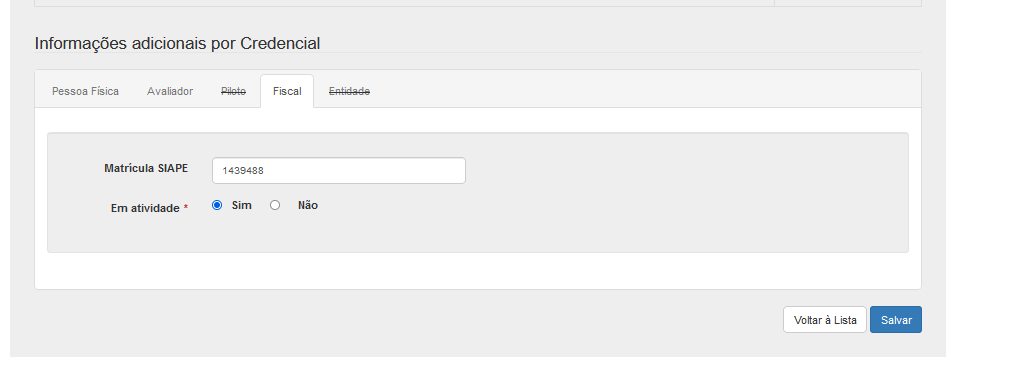 Informações adicionais por Credencial
Pessoa Física Avaliador Piloto Fiscal Entidade
Matrícula SIAPE 1439488
Em atividade * Sim Não
Voltar à Lista Salvar